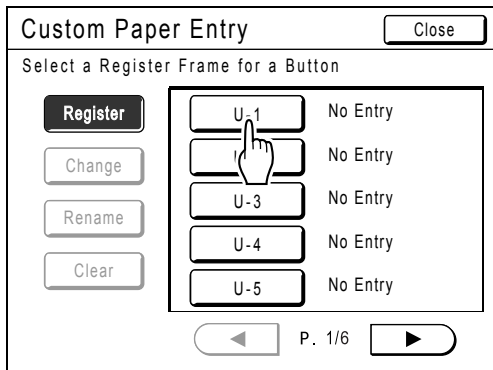 Custom Paper Entry Close
Select a Register Frame for a Button
Register U-1 No Entry
Change No Entry
U-3 No Entry
Rename
U-4 No Entry
Clear
U-5 No Entry
P. 1/6